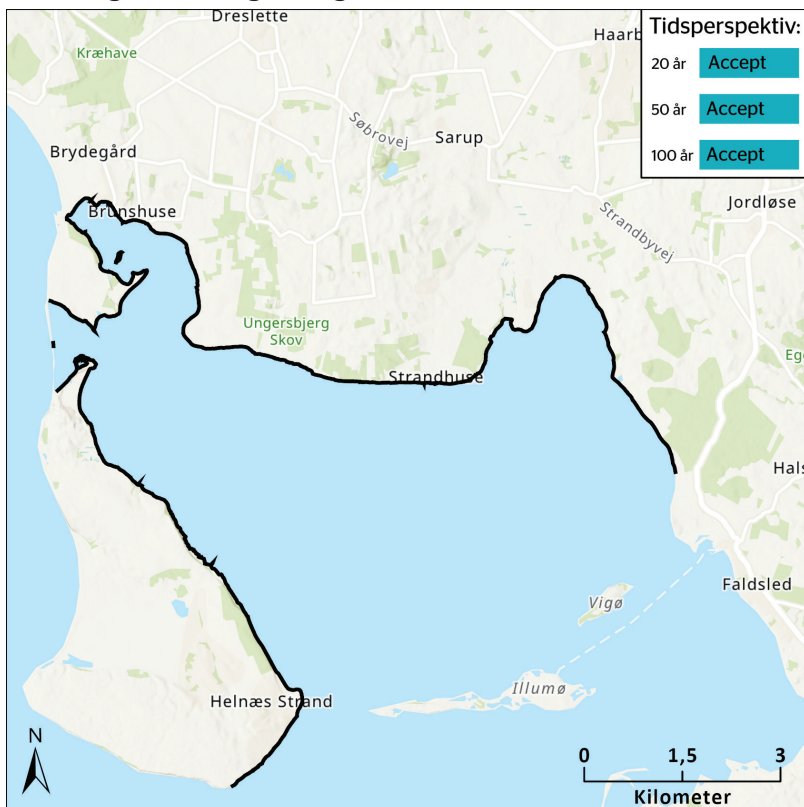 Dreslette
Kræhave
Haarb
Tidsperspektiv:
20 år Accept
50 år Accept
100 år Accept
Søbrovej
Sarup
Brydegård
Jordløse
Strandbyvej
Brunshuse
Ungersbjerg
Skov
Ege
Strandhuse
Hals
Faldsled
Vigø
Illumø
Helnæs Strand
N
0 1,5 3
Kilometer